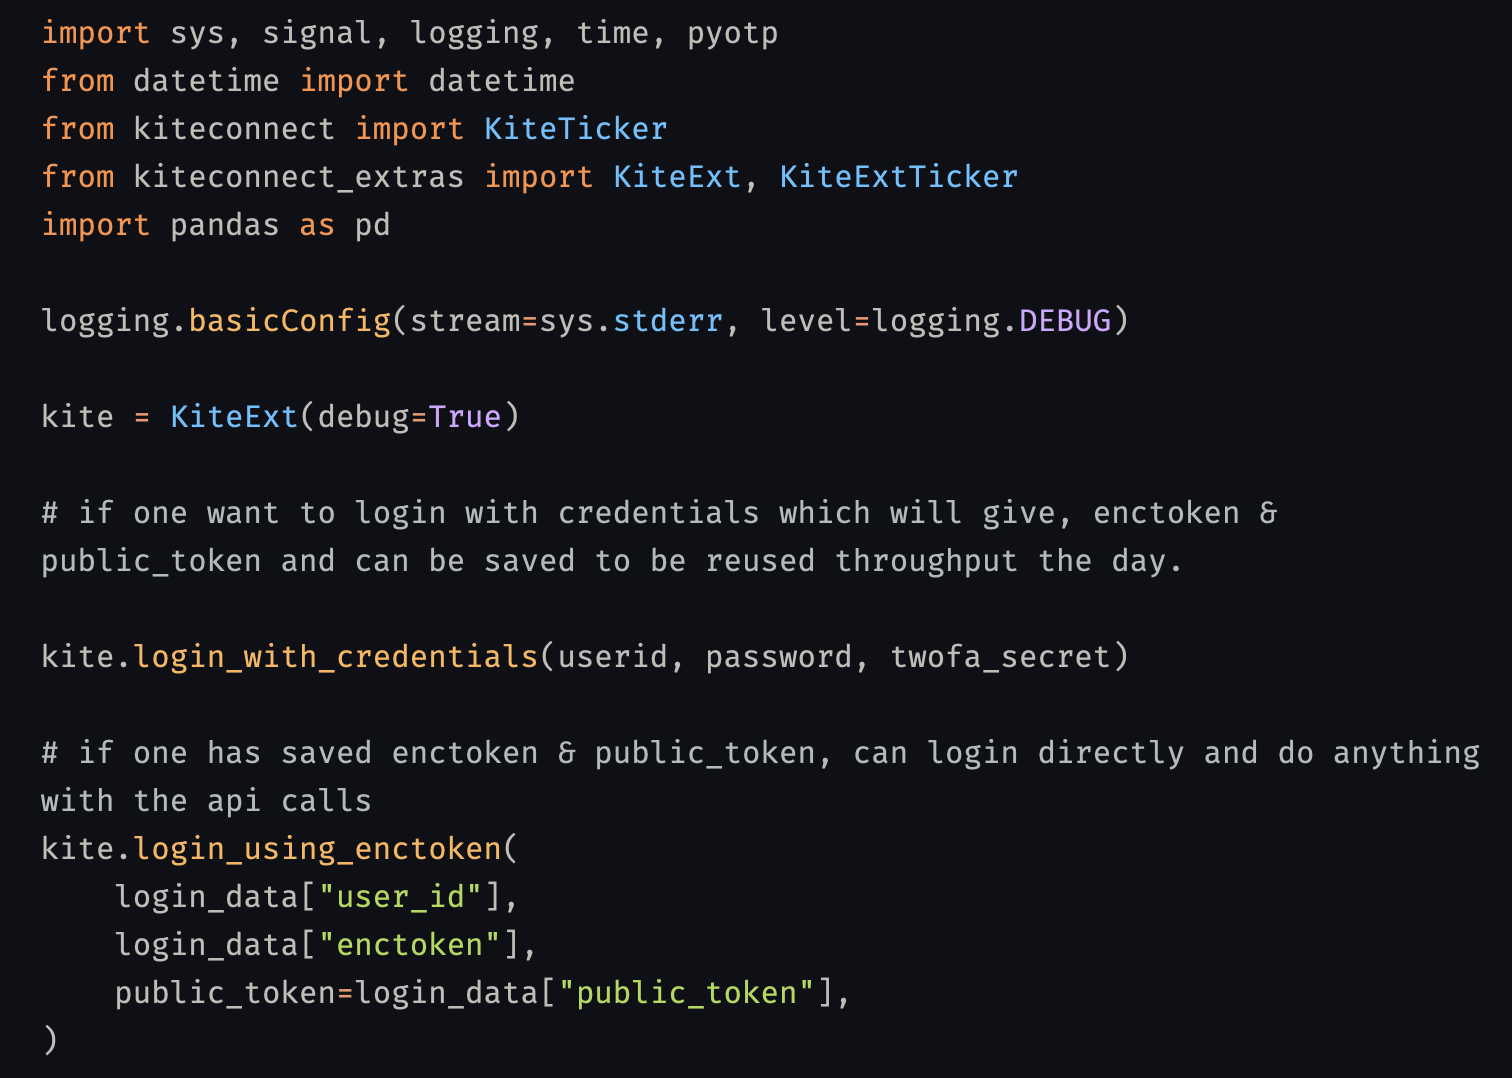 import sys, signal, logging, time, pyotp
from datetime import datetime
from kiteconnect import KiteTicker
from kiteconnect_extras import KiteExt, KiteExtTicker
import pandas as pd

logging.basicConfig(stream=sys.stderr, level=logging.DEBUG)

kite = KiteExt(debug=True)

# if one want to login with credentials which will give, enctoken &
public_token and can be saved to be reused throughput the day.

kite.login_with_credentials(userid, password, twofa_secret)

# if one has saved enctoken & public_token, can login directly and do anything
with the api calls
kite.login_using_enctoken(
    login_data["user_id"],
    login_data["enctoken"],
    public_token=login_data["public_token"],
)